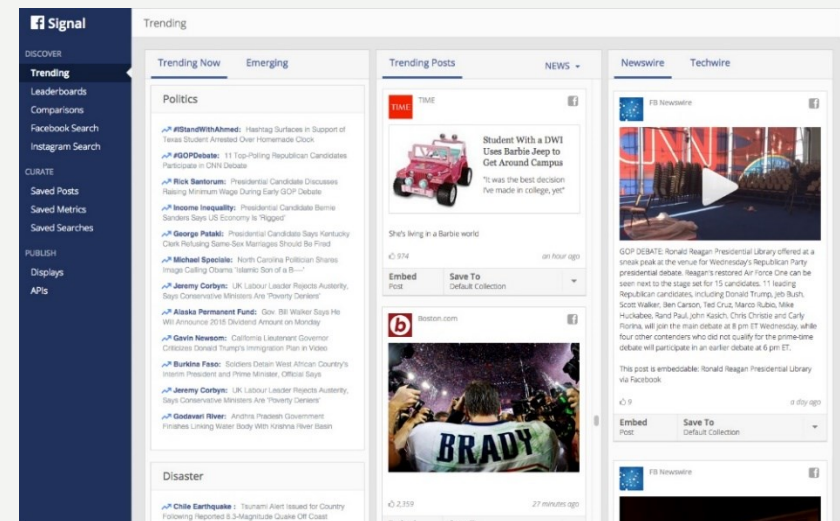 Signal
Trending
DISCOVER
Trending
Leaderboards
Comparisons
Facebook Search
Instagram Search
CURATE
Saved Posts
Saved Metrics
Saved Searches
PUBLISH
Displays
APIs
Trending Now
Emerging
Politics
#IStandWithAhmed: Hashtag Surfaces in Support of
Texas Student Arrested Over Homemade Clock
#GOPDebate: 11 Top-Polling Republican Candidates
Participate in CNN Debate
Rick Santorum: Presidential Candidate Discusses
Raising Minimum Wage During Early GOP Debate
Income Inequality: Presidential Candidate Bernie
Sanders Says US Economy Is 'Rigged'
George Pataki: Presidential Candidate Says Kentucky
Clerk Refusing Same-Sex Marriages Should Be Fired
Michael Speciale: North Carolina Politician Shares
Image Calling Obama 'Islamic Son of a B----'
Jeremy Corbyn: UK Labour Leader Rejects Austerity,
Says Conservative Ministers Are 'Poverty Deniers'
Alaska Permanent Fund: Gov. Bill Walker Says He
Will Announce 2015 Dividend Amount on Monday
Gavin Newsom: California Lieutenant Governor
Criticizes Donald Trump's Immigration Plan in Video
Burkina Faso: Soldiers Detain West African Country's
Interim President and Prime Minister, Official Says
Jeremy Corbyn: UK Labour Leader Rejects Austerity,
Says Conservative Ministers Are 'Poverty Deniers'
Godavari River: Andhra Pradesh Government
Finishes Linking Water Body With Krishna River Basin
Disaster
Chile Earthquake : Tsunami Alert Issued for Country
Following Reported 8.3-Magnitude Quake Off Coast
Trending Posts
NEWS
TIME
TIME
Student With a DWI
Uses Barbie Jeep to
Get Around Campus
"It was the best decision
I've made in college, yet"
She's living in a Barbie world
974
an hour ago
Embed
Post
Save To
Default Collection
b
Boston.com
BRADY
2,359
27 minutes ago
Newswire
Techwire
FB Newswire
GOP DEBATE: Ronald Reagan Presidential Library offered at a
sneak peak at the venue for Wednesday's Republican Party
presidential debate. Reagan's restored Air Force One can be
seen next to the stage set for 15 candidates. 11 leading
Republican candidates, including Donald Trump, Jeb Bush,
Scott Walker, Ben Carson, Ted Cruz, Marco Rubio, Mike
Huckabee, Rand Paul, John Kasich, Chris Christie and Carly
Fiorina, will join the main debate at 8 pm ET Wednesday, while
four other contenders who did not qualify for the prime-time
debate will participate in an earlier debate at 6 pm ET.
This post is embeddable: Ronald Reagan Presidential Library
via Facebook
9
a day ago
Embed
Post
Save To
Default Collection
FB Newswire